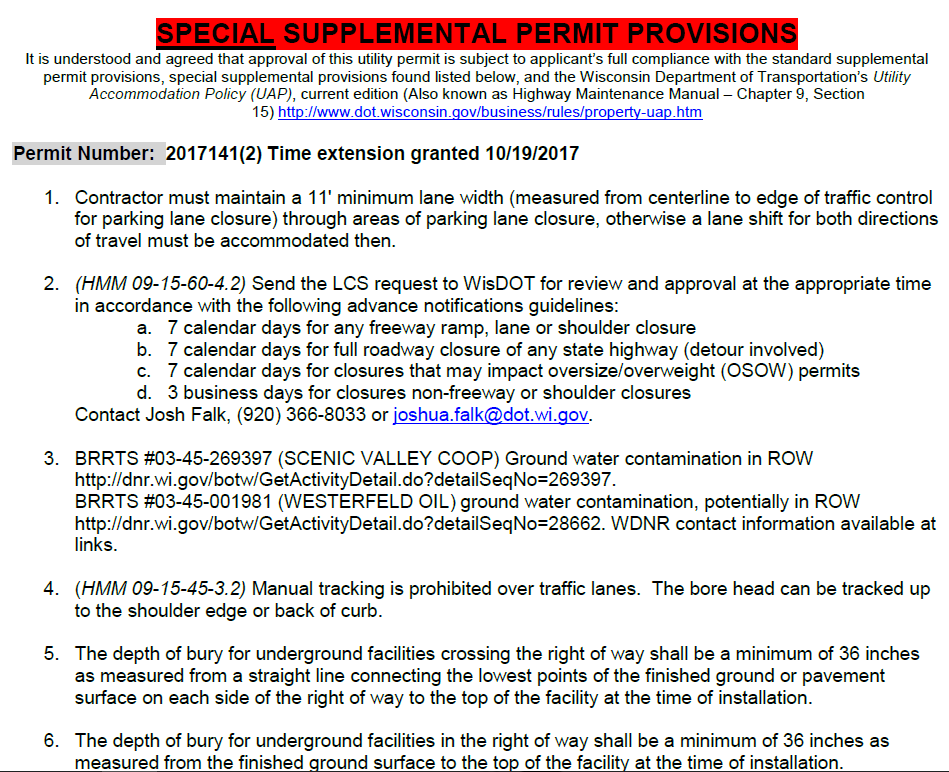 SPECIAL SUPPLEMENTAL PERMIT PROVISIONS
It is understood and agreed that approval of this utility permit is subject to applicant's full compliance with the standard supplemental
permit provisions, special supplemental provisions found listed below, and the Wisconsin Department of Transportation's Utility
Accommodation Policy (UAP), current edition (Also known as Highway Maintenance Manual – Chapter 9, Section
15) http://www.dot.wisconsin.gov/business/rules/property-uap.htm
Permit Number: 2017141(2) Time extension granted 10/19/2017
1. Contractor must maintain a 11' minimum lane width (measured from centerline to edge of traffic control
for parking lane closure) through areas of parking lane closure, otherwise a lane shift for both directions
of travel must be accommodated then.
2. (HMM 09-15-60-4.2) Send the LCS request to WisDOT for review and approval at the appropriate time
in accordance with the following advance notifications guidelines:
a. 7 calendar days for any freeway ramp, lane or shoulder closure
b. 7 calendar days for full roadway closure of any state highway (detour involved)
c. 7 calendar days for closures that may impact oversize/overweight (OSOW) permits
d. 3 business days for closures non-freeway or shoulder closures
Contact Josh Falk, (920) 366-8033 or joshua.falk@dot.wi.gov.
3. BRRTS #03-45-269397 (SCENIC VALLEY COOP) Ground water contamination in ROW
http://dnr.wi.gov/botw/GetActivityDetail.do?detailSeqNo=269397.
BRRTS #03-45-001981 (WESTERFELD OIL) ground water contamination, potentially in ROW
http://dnr.wi.gov/botw/GetActivityDetail.do?detailSeqNo=28662. WDNR contact information available at
links.
4. (HMM 09-15-45-3.2) Manual tracking is prohibited over traffic lanes. The bore head can be tracked up
to the shoulder edge or back of curb.
5. The depth of bury for underground facilities crossing the right of way shall be a minimum of 36 inches
as measured from a straight line connecting the lowest points of the finished ground or pavement
surface on each side of the right of way to the top of the facility at the time of installation.
6. The depth of bury for underground facilities in the right of way shall be a minimum of 36 inches as
measured from the finished ground surface to the top of the facility at the time of installation.